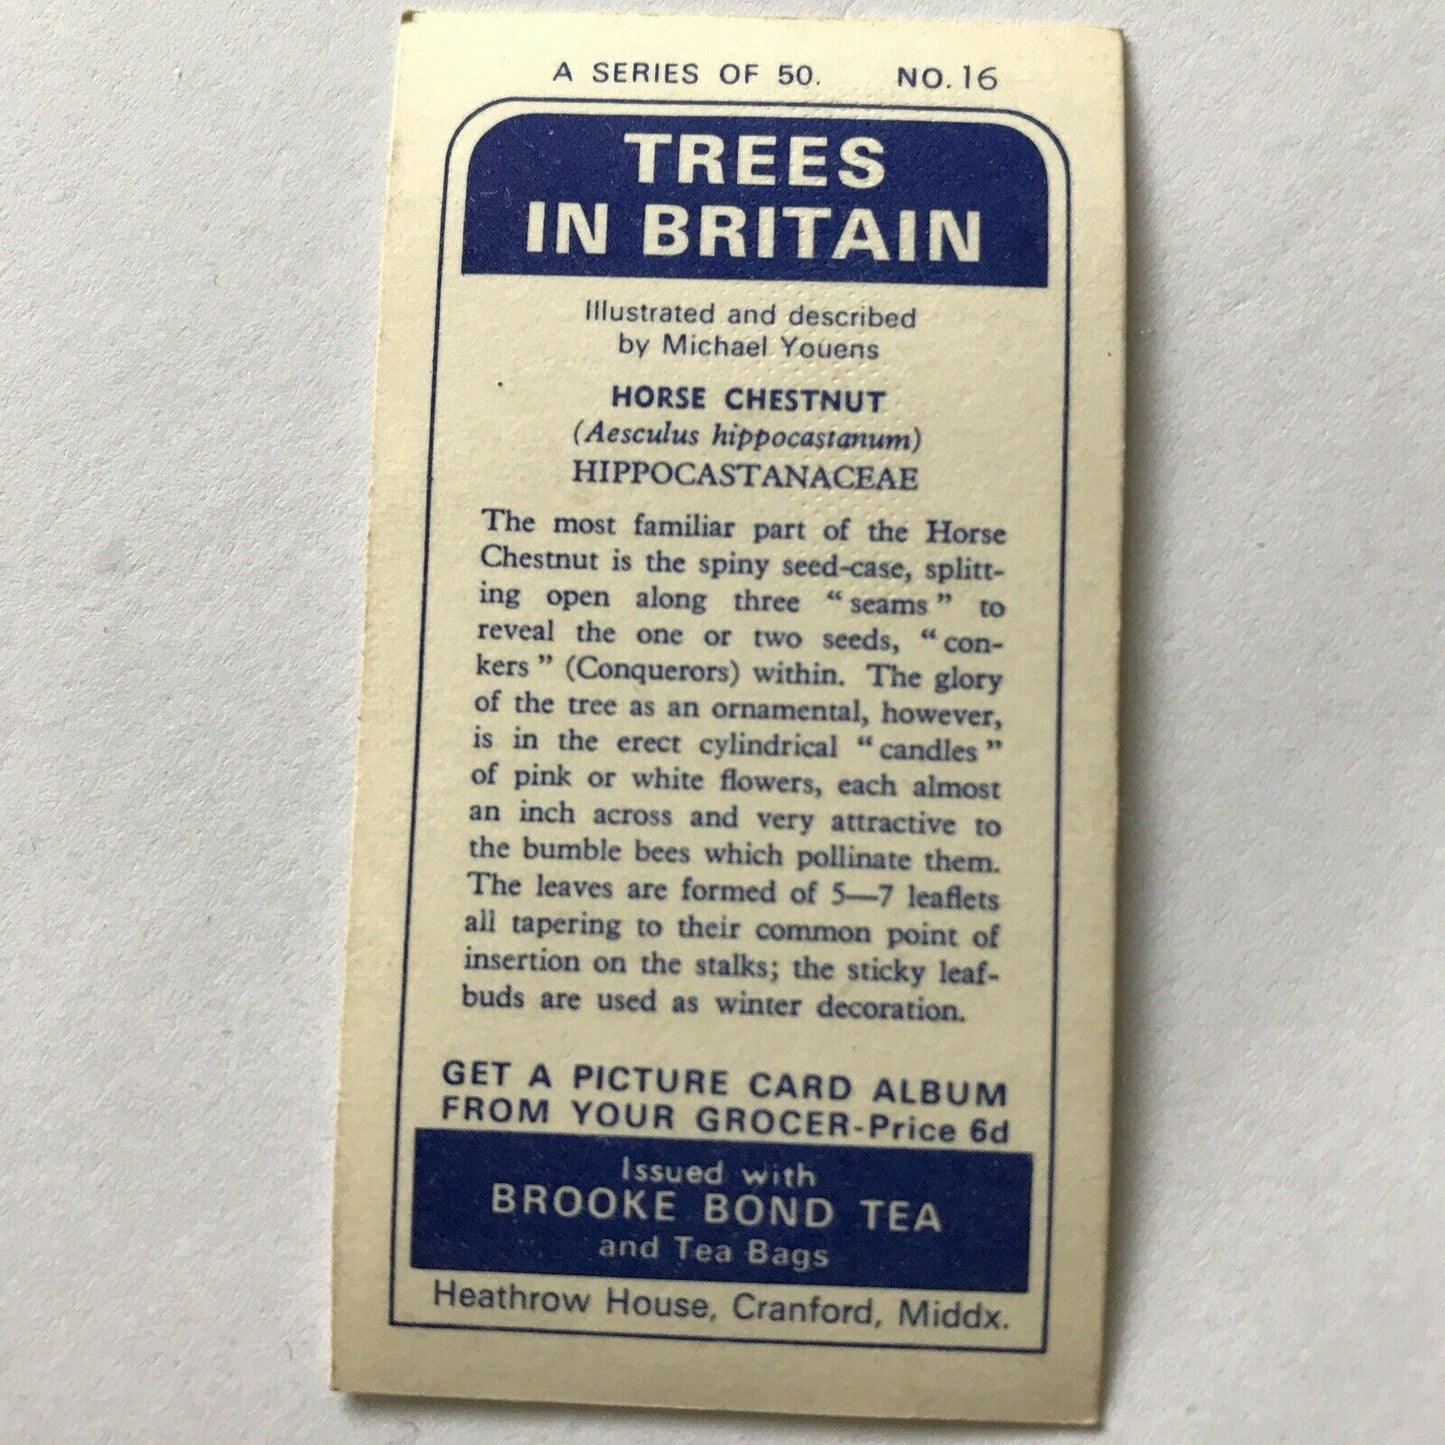 A SERIES OF 50. NO. 16
TREES
IN BRITAIN
Illustrated and described
by Michael Youens
HORSE CHESTNUT
(Aesculus hippocastanum)
HIPPOCASTANACEAE
The most familiar part of the Horse
Chestnut is the spiny seed-case, splitt-
ing open along three “seams” to
reveal the one or two seeds, “con-
kers” (Conquerors) within. The glory
of the tree as an ornamental, however,
is in the erect cylindrical “candles”
of pink or white flowers, each almost
an inch across and very attractive to
the bumble bees which pollinate them.
The leaves are formed of 5—7 leaflets
all tapering to their common point of
insertion on the stalks; the sticky leaf-
buds are used as winter decoration.
GET A PICTURE CARD ALBUM
FROM YOUR GROCER-Price 6d
Issued with
BROOKE BOND TEA
and Tea Bags
Heathrow House, Cranford, Middx.